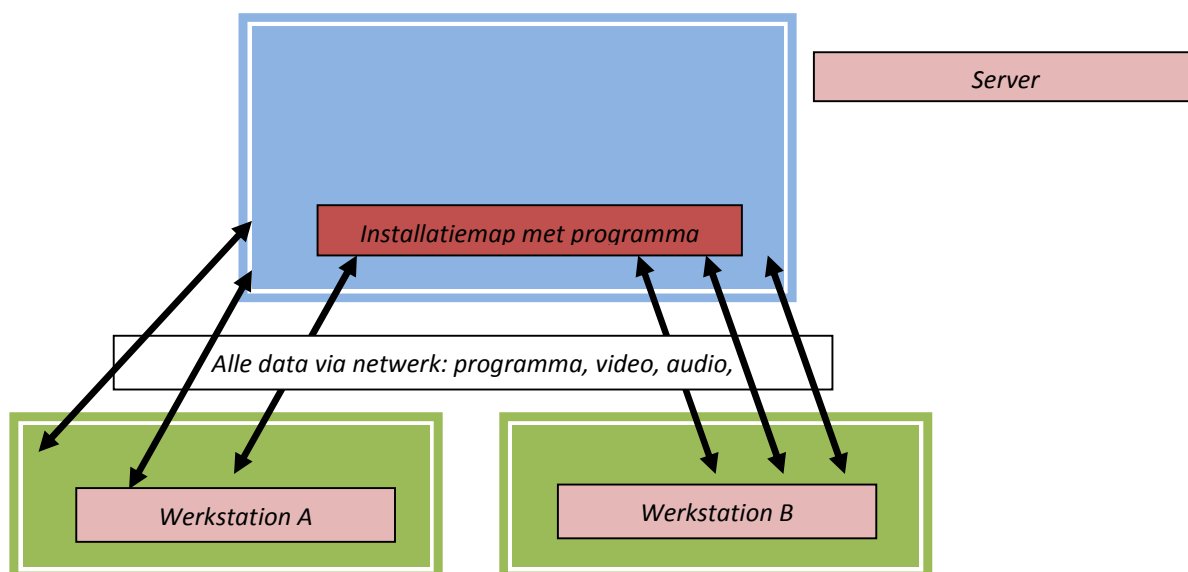 Server
Installatiemap met programma
Alle data via netwerk: programma, video, audio,
Werkstation A
Werkstation B